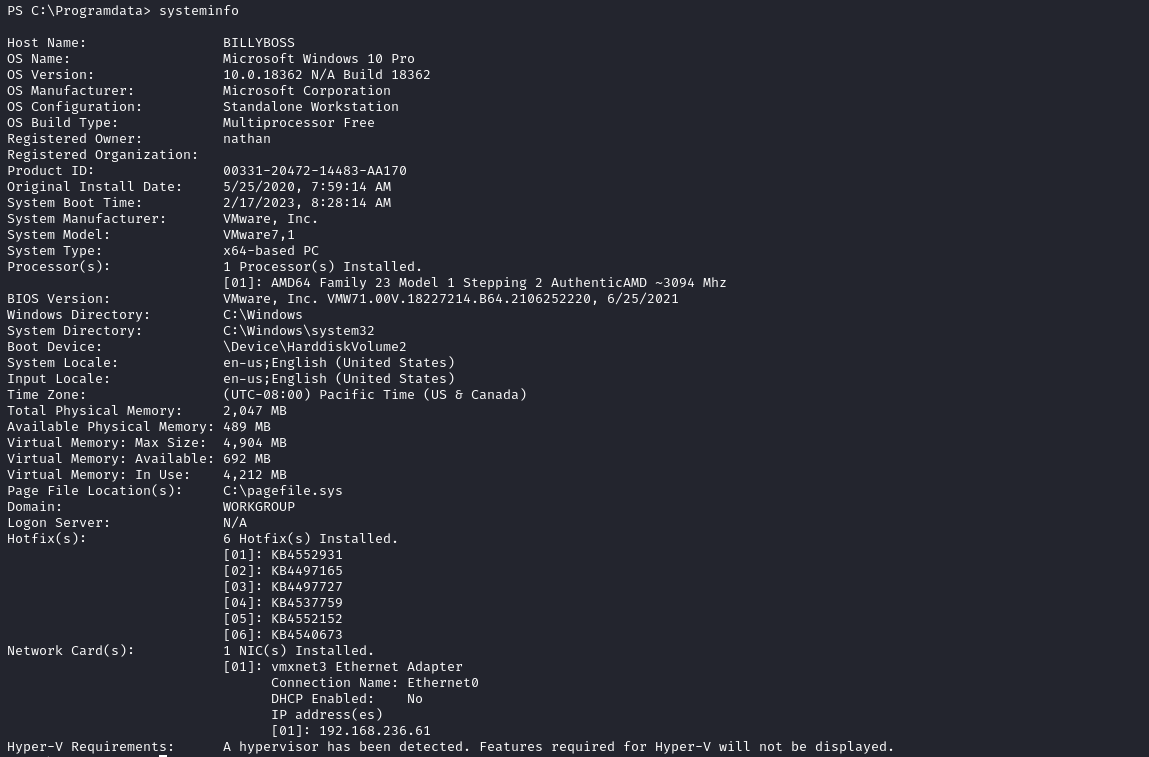 PS C:\Programdata> systeminfo
Host Name:                 BILLYBOSS
OS Name:                   Microsoft Windows 10 Pro
OS Version:                10.0.18362 N/A Build 18362
OS Manufacturer:           Microsoft Corporation
OS Configuration:          Standalone Workstation
OS Build Type:             Multiprocessor Free
Registered Owner:          nathan
Registered Organization:
Product ID:                00331-20472-14483-AA170
Original Install Date:     5/25/2020, 7:59:14 AM
System Boot Time:          2/17/2023, 8:28:14 AM
System Manufacturer:       VMware, Inc.
System Model:              VMware7,1
System Type:               x64-based PC
Processor(s):              1 Processor(s) Installed.
                           [01]: AMD64 Family 23 Model 1 Stepping 2 AuthenticAMD ~3094 Mhz
BIOS Version:              VMware, Inc. VMW71.00V.18227214.B64.2106252220, 6/25/2021
Windows Directory:         C:\Windows
System Directory:          C:\Windows\system32
Boot Device:               \Device\HarddiskVolume2
System Locale:             en-us;English (United States)
Input Locale:              en-us;English (United States)
Time Zone:                 (UTC-08:00) Pacific Time (US & Canada)
Total Physical Memory:     2,047 MB
Available Physical Memory: 489 MB
Virtual Memory: Max Size:  4,904 MB
Virtual Memory: Available: 692 MB
Virtual Memory: In Use:    4,212 MB
Page File Location(s):     C:\pagefile.sys
Domain:                    WORKGROUP
Logon Server:              N/A
Hotfix(s):                 6 Hotfix(s) Installed.
                           [01]: KB4552931
                           [02]: KB4497165
                           [03]: KB4497727
                           [04]: KB4537759
                           [05]: KB4552152
                           [06]: KB4540673
Network Card(s):           1 NIC(s) Installed.
                           [01]: vmxnet3 Ethernet Adapter
                                 Connection Name: Ethernet0
                                 DHCP Enabled:    No
                                 IP address(es)
                                 [01]: 192.168.236.61
Hyper-V Requirements:      A hypervisor has been detected. Features required for Hyper-V will not be displayed.